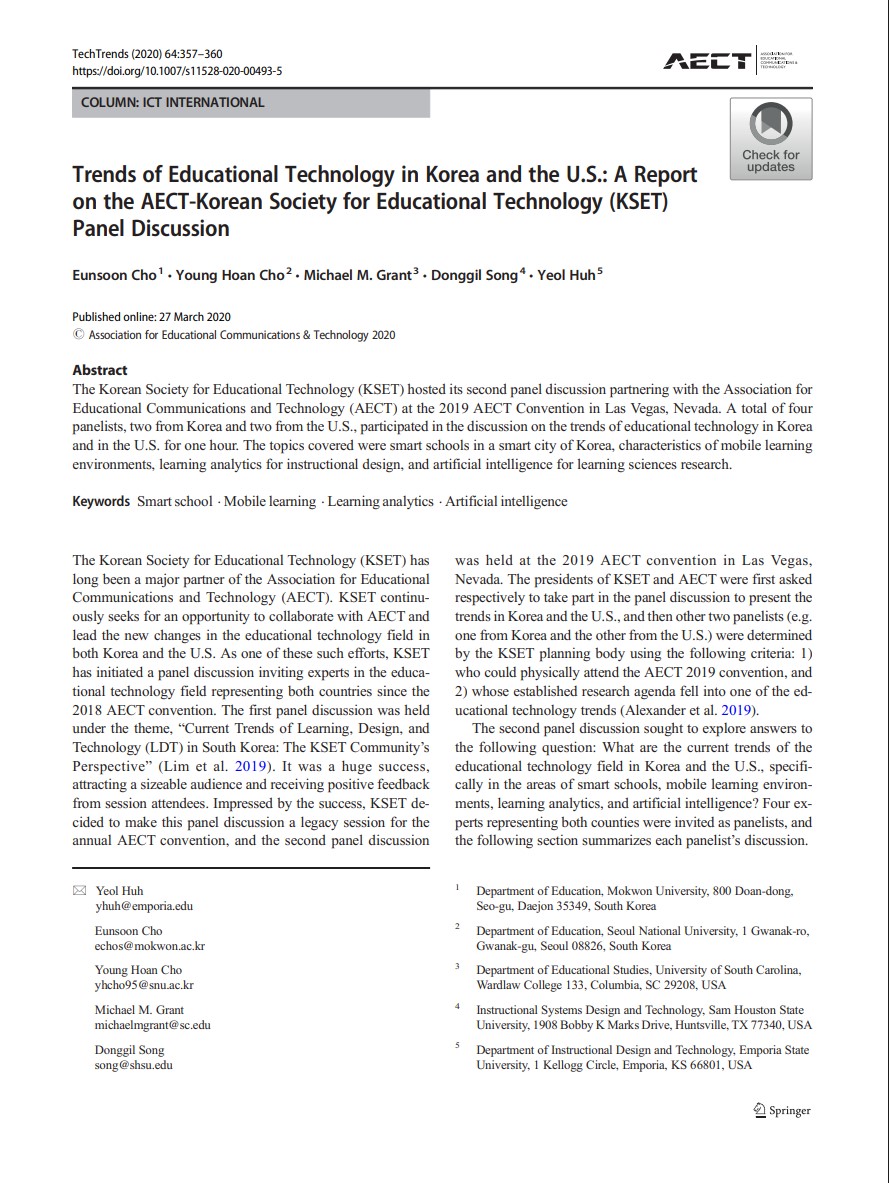 TechTrends (2020) 64:357–360
https://doi.org/10.1007/s11528-020-00493-5
AECT
ASSOCIATION FOR
EDUCATIONAL
COMMUNICATIONS &
TECHNOLOGY
COLUMN: ICT INTERNATIONAL
Check for
updates
Trends of Educational Technology in Korea and the U.S.: A Report
on the AECT-Korean Society for Educational Technology (KSET)
Panel Discussion
Eunsoon Cho1 · Young Hoan Cho2 · Michael M. Grant3 · Donggil Song4 · Yeol Huh5
Published online: 27 March 2020
© Association for Educational Communications & Technology 2020
Abstract
The Korean Society for Educational Technology (KSET) hosted its second panel discussion partnering with the Association for
Educational Communications and Technology (AECT) at the 2019 AECT Convention in Las Vegas, Nevada. A total of four
panelists, two from Korea and two from the U.S., participated in the discussion on the trends of educational technology in Korea
and in the U.S. for one hour. The topics covered were smart schools in a smart city of Korea, characteristics of mobile learning
environments, learning analytics for instructional design, and artificial intelligence for learning sciences research.
Keywords Smart school · Mobile learning · Learning analytics · Artificial intelligence
The Korean Society for Educational Technology (KSET) has
long been a major partner of the Association for Educational
Communications and Technology (AECT). KSET continu-
ously seeks for an opportunity to collaborate with AECT and
lead the new changes in the educational technology field in
both Korea and the U.S. As one of these such efforts, KSET
has initiated a panel discussion inviting experts in the educa-
tional technology field representing both countries since the
2018 AECT convention. The first panel discussion was held
under the theme, “Current Trends of Learning, Design, and
Technology (LDT) in South Korea: The KSET Community’s
Perspective” (Lim et al. 2019). It was a huge success,
attracting a sizeable audience and receiving positive feedback
from session attendees. Impressed by the success, KSET de-
cided to make this panel discussion a legacy session for the
annual AECT convention, and the second panel discussion
was held at the 2019 AECT convention in Las Vegas,
Nevada. The presidents of KSET and AECT were first asked
respectively to take part in the panel discussion to present the
trends in Korea and the U.S., and then other two panelists (e.g.
one from Korea and the other from the U.S.) were determined
by the KSET planning body using the following criteria: 1)
who could physically attend the AECT 2019 convention, and
2) whose established research agenda fell into one of the ed-
ucational technology trends (Alexander et al. 2019).
The second panel discussion sought to explore answers to
the following question: What are the current trends of the
educational technology field in Korea and the U.S., specifi-
cally in the areas of smart schools, mobile learning environ-
ments, learning analytics, and artificial intelligence? Four ex-
perts representing both counties were invited as panelists, and
the following section summarizes each panelist’s discussion.
Yeol Huh
yhuh@emporia.edu
Eunsoon Cho
echos@mokwon.ac.kr
Young Hoan Cho
yhcho95@snu.ac.kr
Michael M. Grant
michaelmgrant@sc.edu
Donggil Song
song@shsu.edu
1 Department of Education, Mokwon University, 800 Doan-dong,
Seo-gu, Daejon 35349, South Korea
2 Department of Education, Seoul National University, 1 Gwanak-ro,
Gwanak-gu, Seoul 08826, South Korea
3 Department of Educational Studies, University of South Carolina,
Wardlaw College 133, Columbia, SC 29208, USA
4 Instructional Systems Design and Technology, Sam Houston State
University, 1908 Bobby K Marks Drive, Huntsville, TX 77340, USA
5 Department of Instructional Design and Technology, Emporia State
University, 1 Kellogg Circle, Emporia, KS 66801, USA
Springer